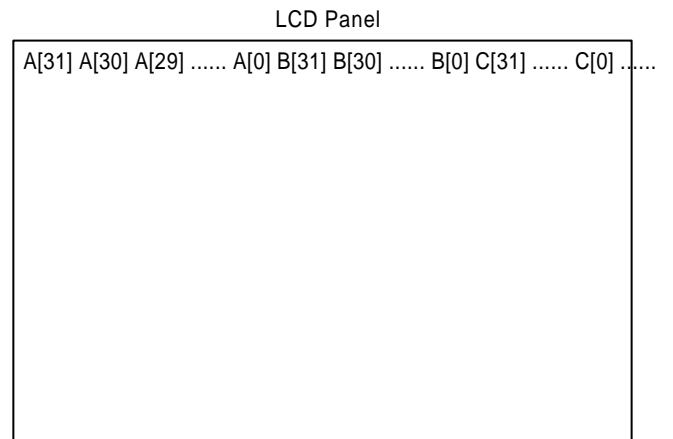 LCD Panel
A[31] A[30] A[29] ...... A[0] B[31] B[30] ...... B[0] C[31] ...... C[0] ......